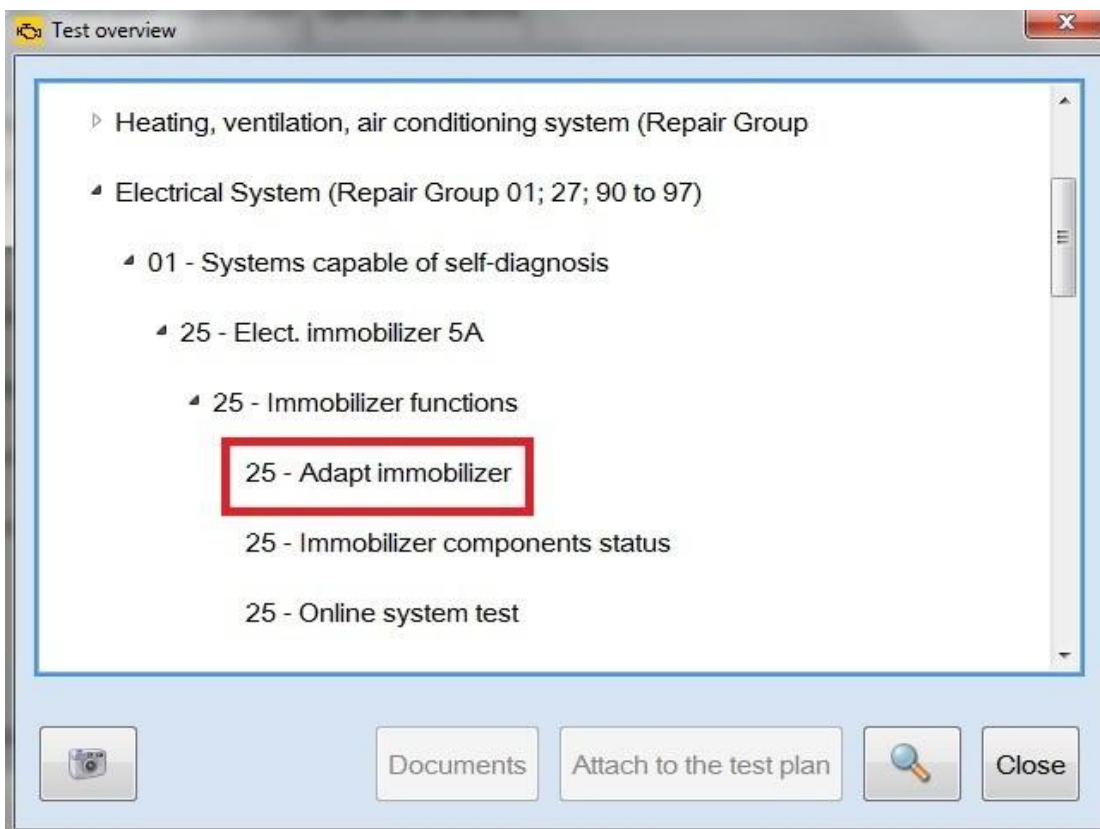 Test overview
Heating, ventilation, air conditioning system (Repair Group
Electrical System (Repair Group 01; 27; 90 to 97)
01 - Systems capable of self-diagnosis
25 - Elect. immobilizer 5A
25 - Immobilizer functions
25 - Adapt immobilizer
25 - Immobilizer components status
25 - Online system test
Documents Attach to the test plan Close